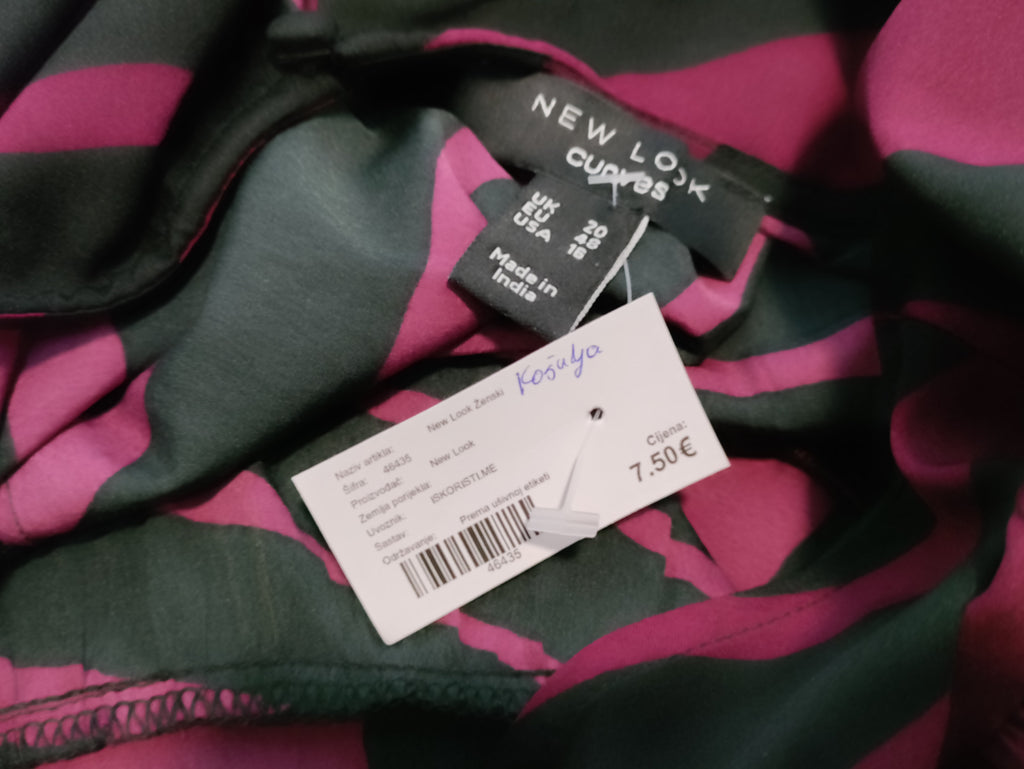 NEW LOOK
curves
UK 20
EU 48
USA 16
Made in
India
Košulja
Naziv artikla: New Look Ženski
Šifra: 46435
Proizvođač: New Look
Zemlja porijekla:
Uvoznik: ISKORISTI.ME
Sastav:
Održavanje: Prema ušivnoj etiketi
46435
Cijena:
7.50€